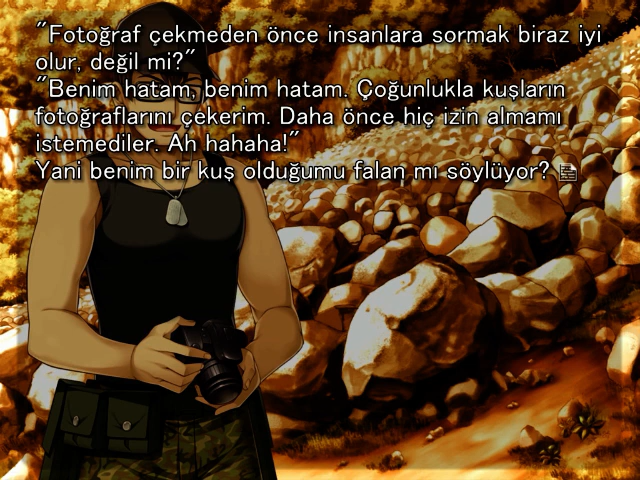 "Fotoğraf çekmeden önce insanlara sormak biraz iyi
olur, değil mi?"
"Benim hatam, benim hatam. Çoğunlukla kuşların
fotoğraflarını çekerim. Daha önce hiç izin almamı
istemediler. Ah hahaha!"
Yani benim bir kuş olduğumu falan mı söylüyor?